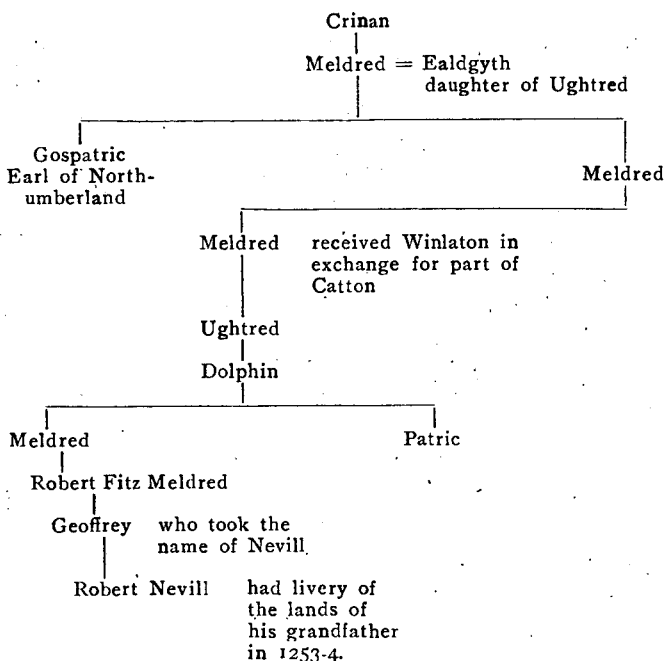 Crinan
Meldred = Ealdgyth
daughter of Ughtred
Gospatric
Earl of North-
umberland
Meldred
Meldred received Winlaton in
exchange for part of
Catton
Ughtred
Dolphin
Meldred Patric
Robert Fitz Meldred
Geoffrey who took the
name of Nevill
Robert Nevill had livery of
the lands of
his grandfather
in 1253-4.